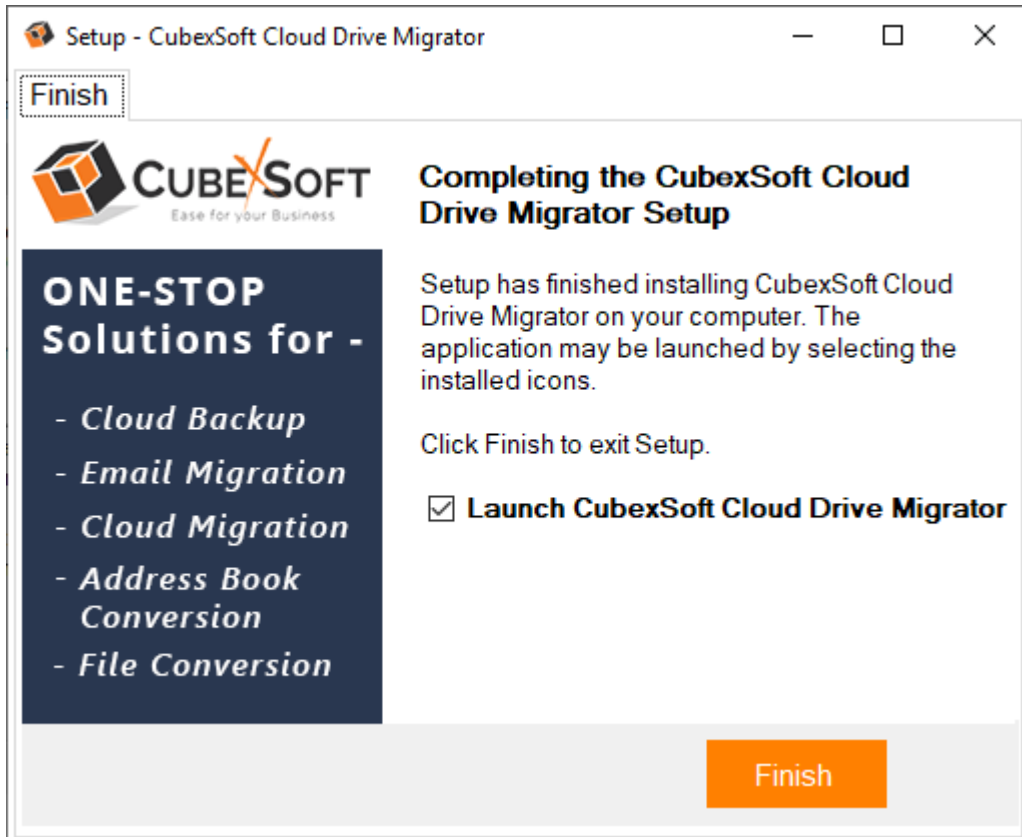 Setup - CubexSoft Cloud Drive Migrator
Finish
CUBEXSOFT
Ease for your Business
ONE-STOP
Solutions for -
- Cloud Backup
- Email Migration
- Cloud Migration
- Address Book
Conversion
- File Conversion
Completing the CubexSoft Cloud
Drive Migrator Setup
Setup has finished installing CubexSoft Cloud
Drive Migrator on your computer. The
application may be launched by selecting the
installed icons.
Click Finish to exit Setup.
Launch CubexSoft Cloud Drive Migrator
Finish